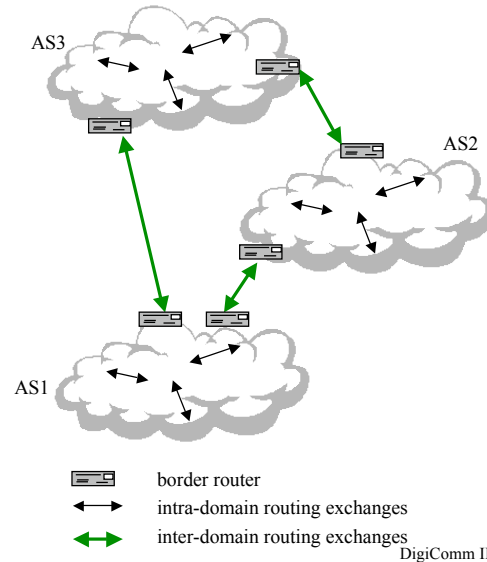 AS3
AS2
AS1
border router
intra-domain routing exchanges
inter-domain routing exchanges